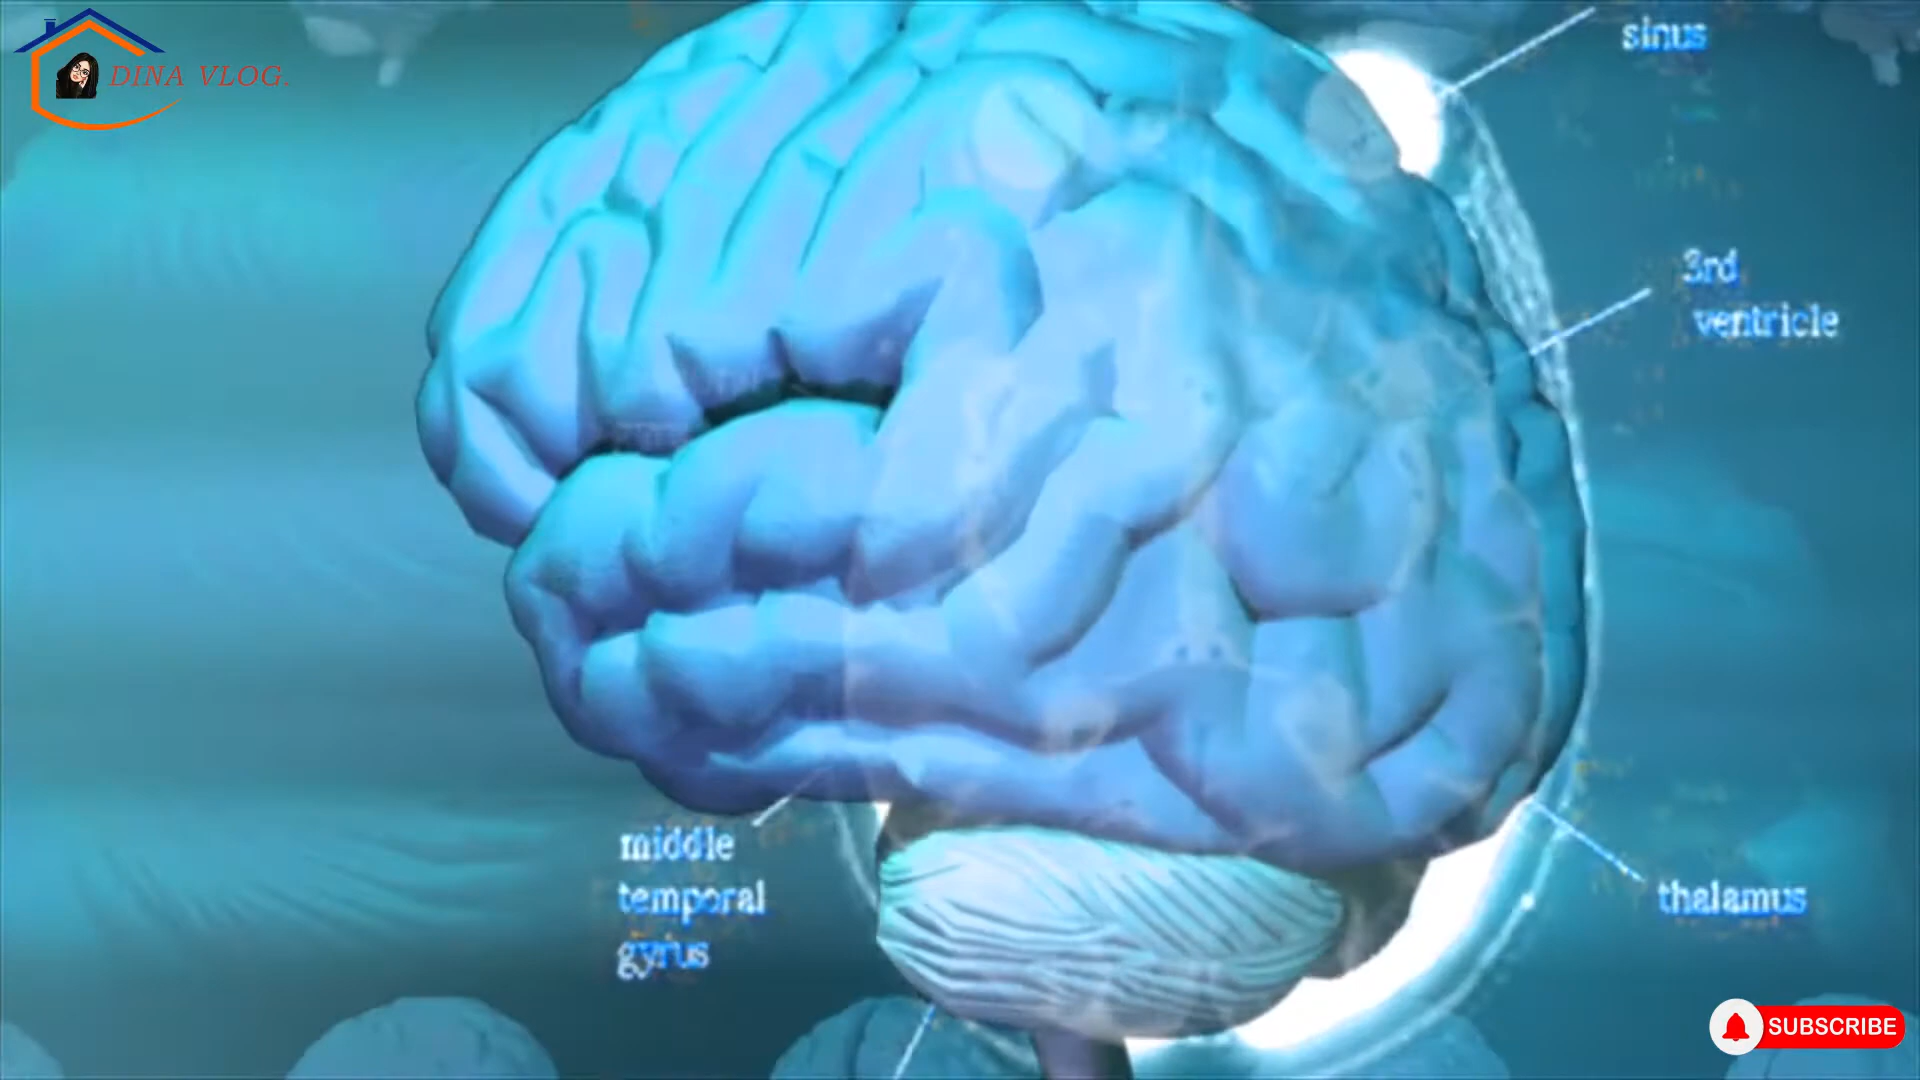 DINA VLOG.
sinus
3rd
ventricle
middle
temporal
gyrus
thalamus
SUBSCRIBE